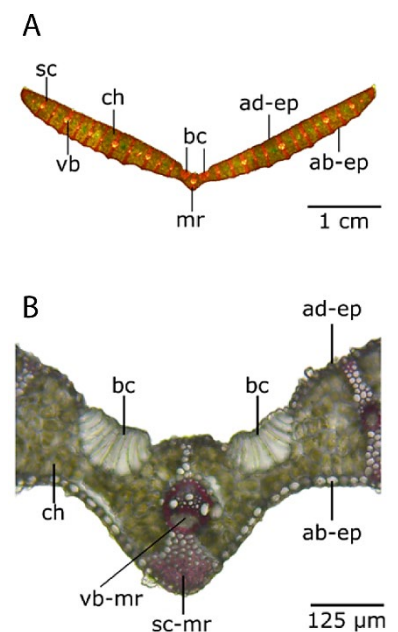 A
sc
ch
bc
ad-ep
vb
ab-ep
mr
1 cm
B
ad-ep
bc
bc
ch
ab-ep
vb-mr
sc-mr
125 µm